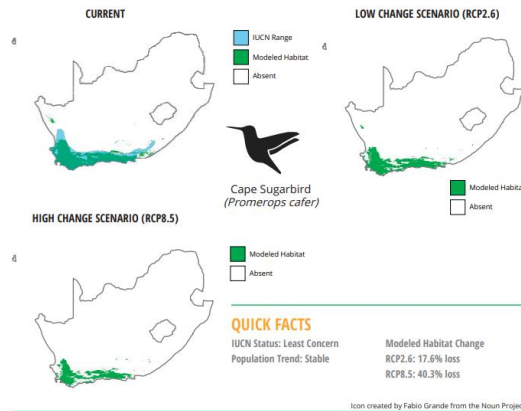 CURRENT
IUCN Range
Modeled Habitat
Absent
LOW CHANGE SCENARIO (RCP2.6)
Modeled Habita
Absent
Cape Sugarbird
(Promerops cafer)
HIGH CHANGE SCENARIO (RCP8.5)
Modeled Habitat
Absent
QUICK FACTS
IUCN Status: Least Concern
Population Trend: Stable
Modeled Habitat Change
RCP2.6: 17.6% loss
RCP8.5: 40.3% loss
Icon created by Fabio Grande from the Noun Projec